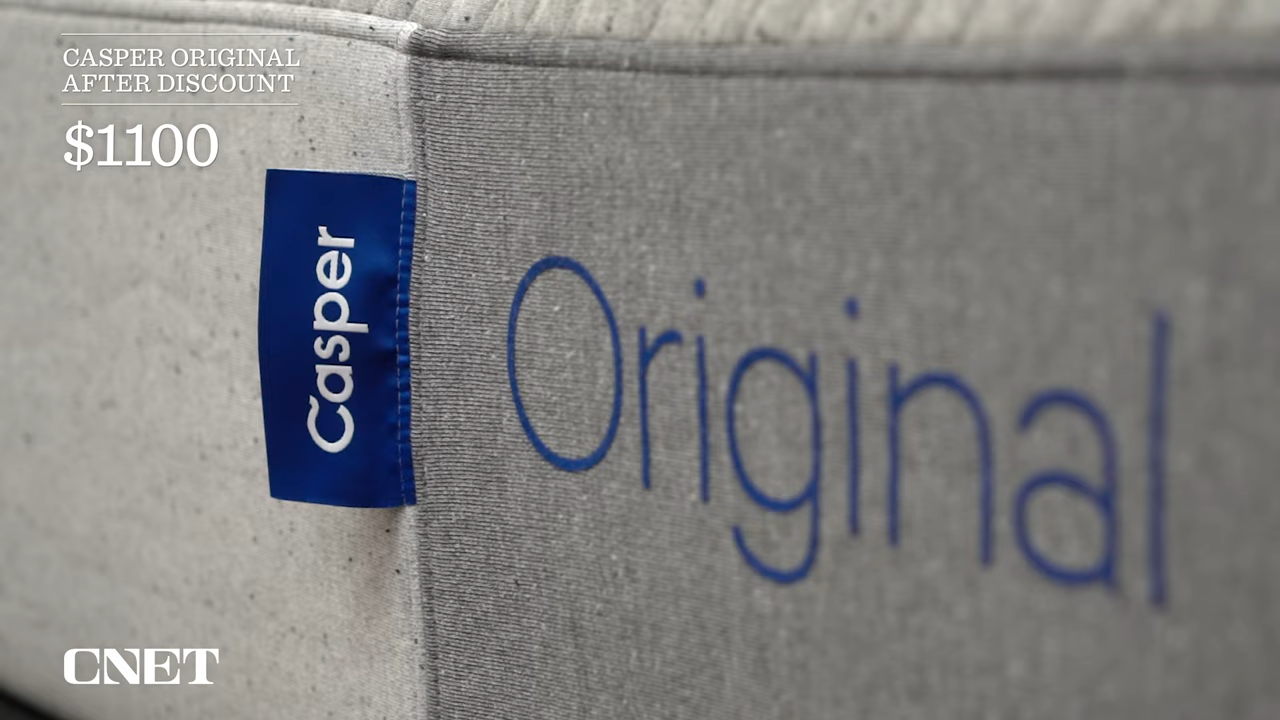 CASPER ORIGINAL
AFTER DISCOUNT
$1100
Casper
Original
CNET